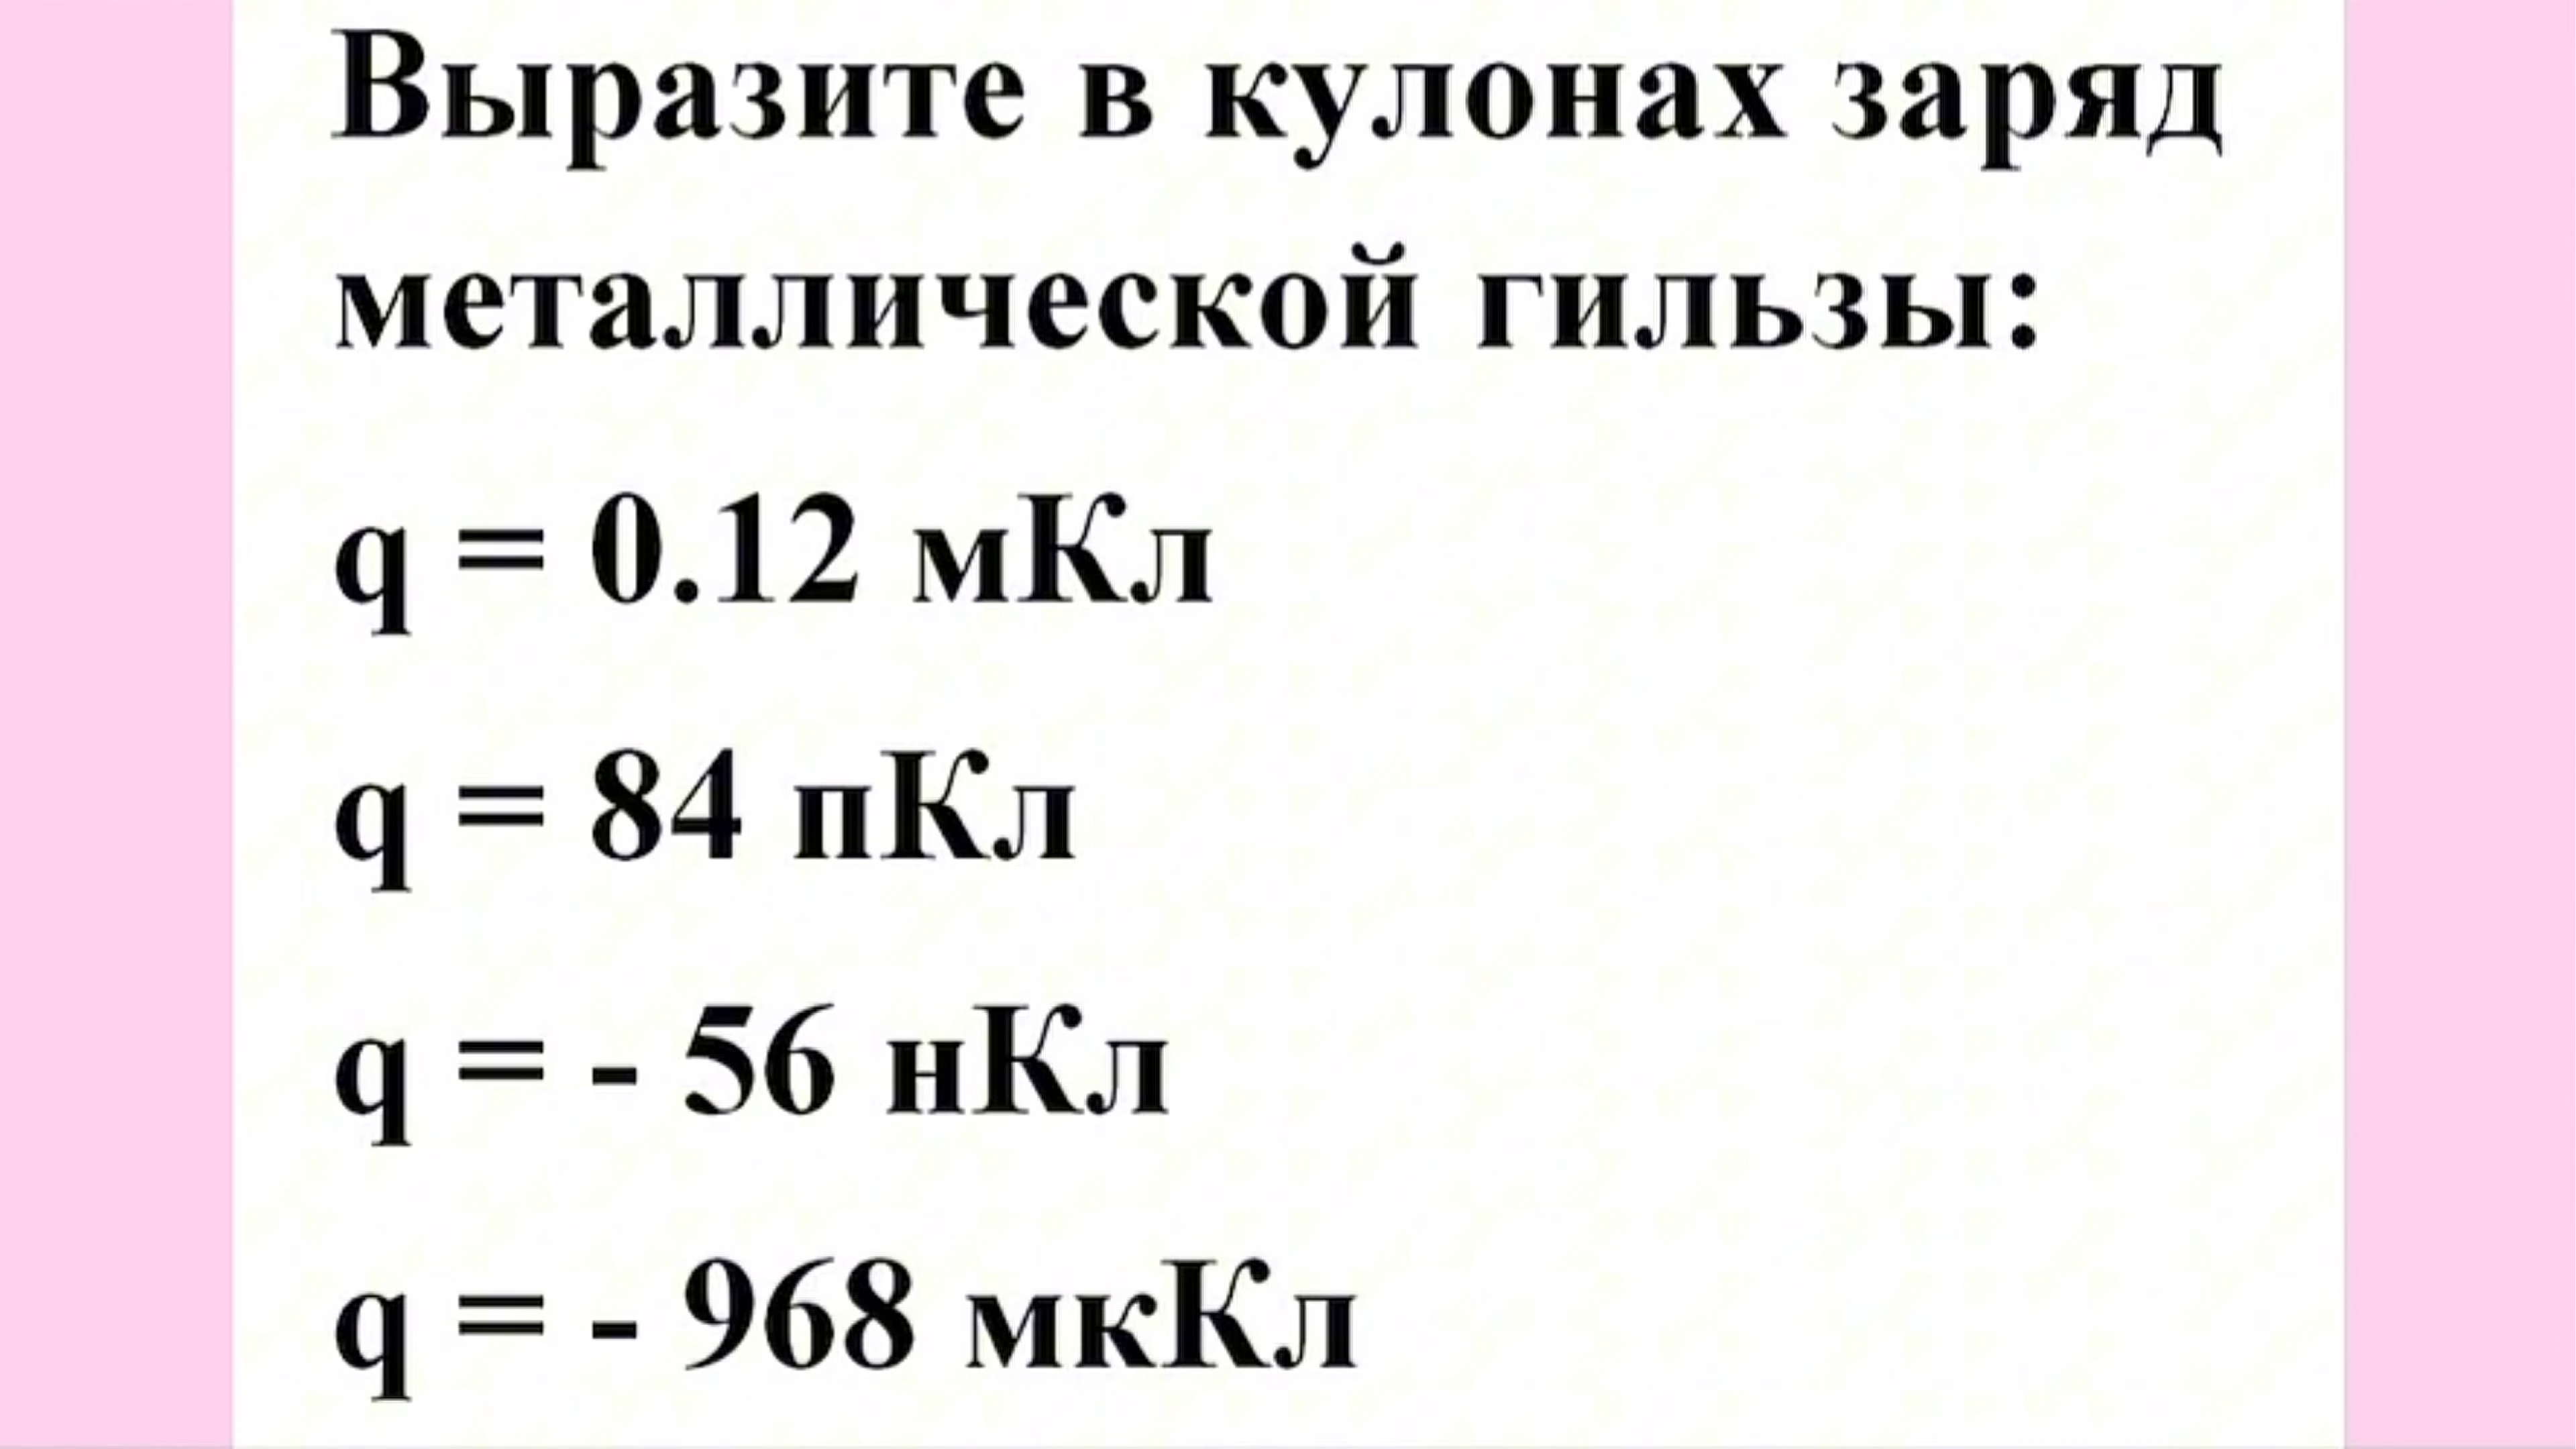 Выразите в кулонах заряд
металлической гильзы:
q = 0.12 мКл
q = 84 пКл
q = - 56 нКл
q = - 968 мкКл